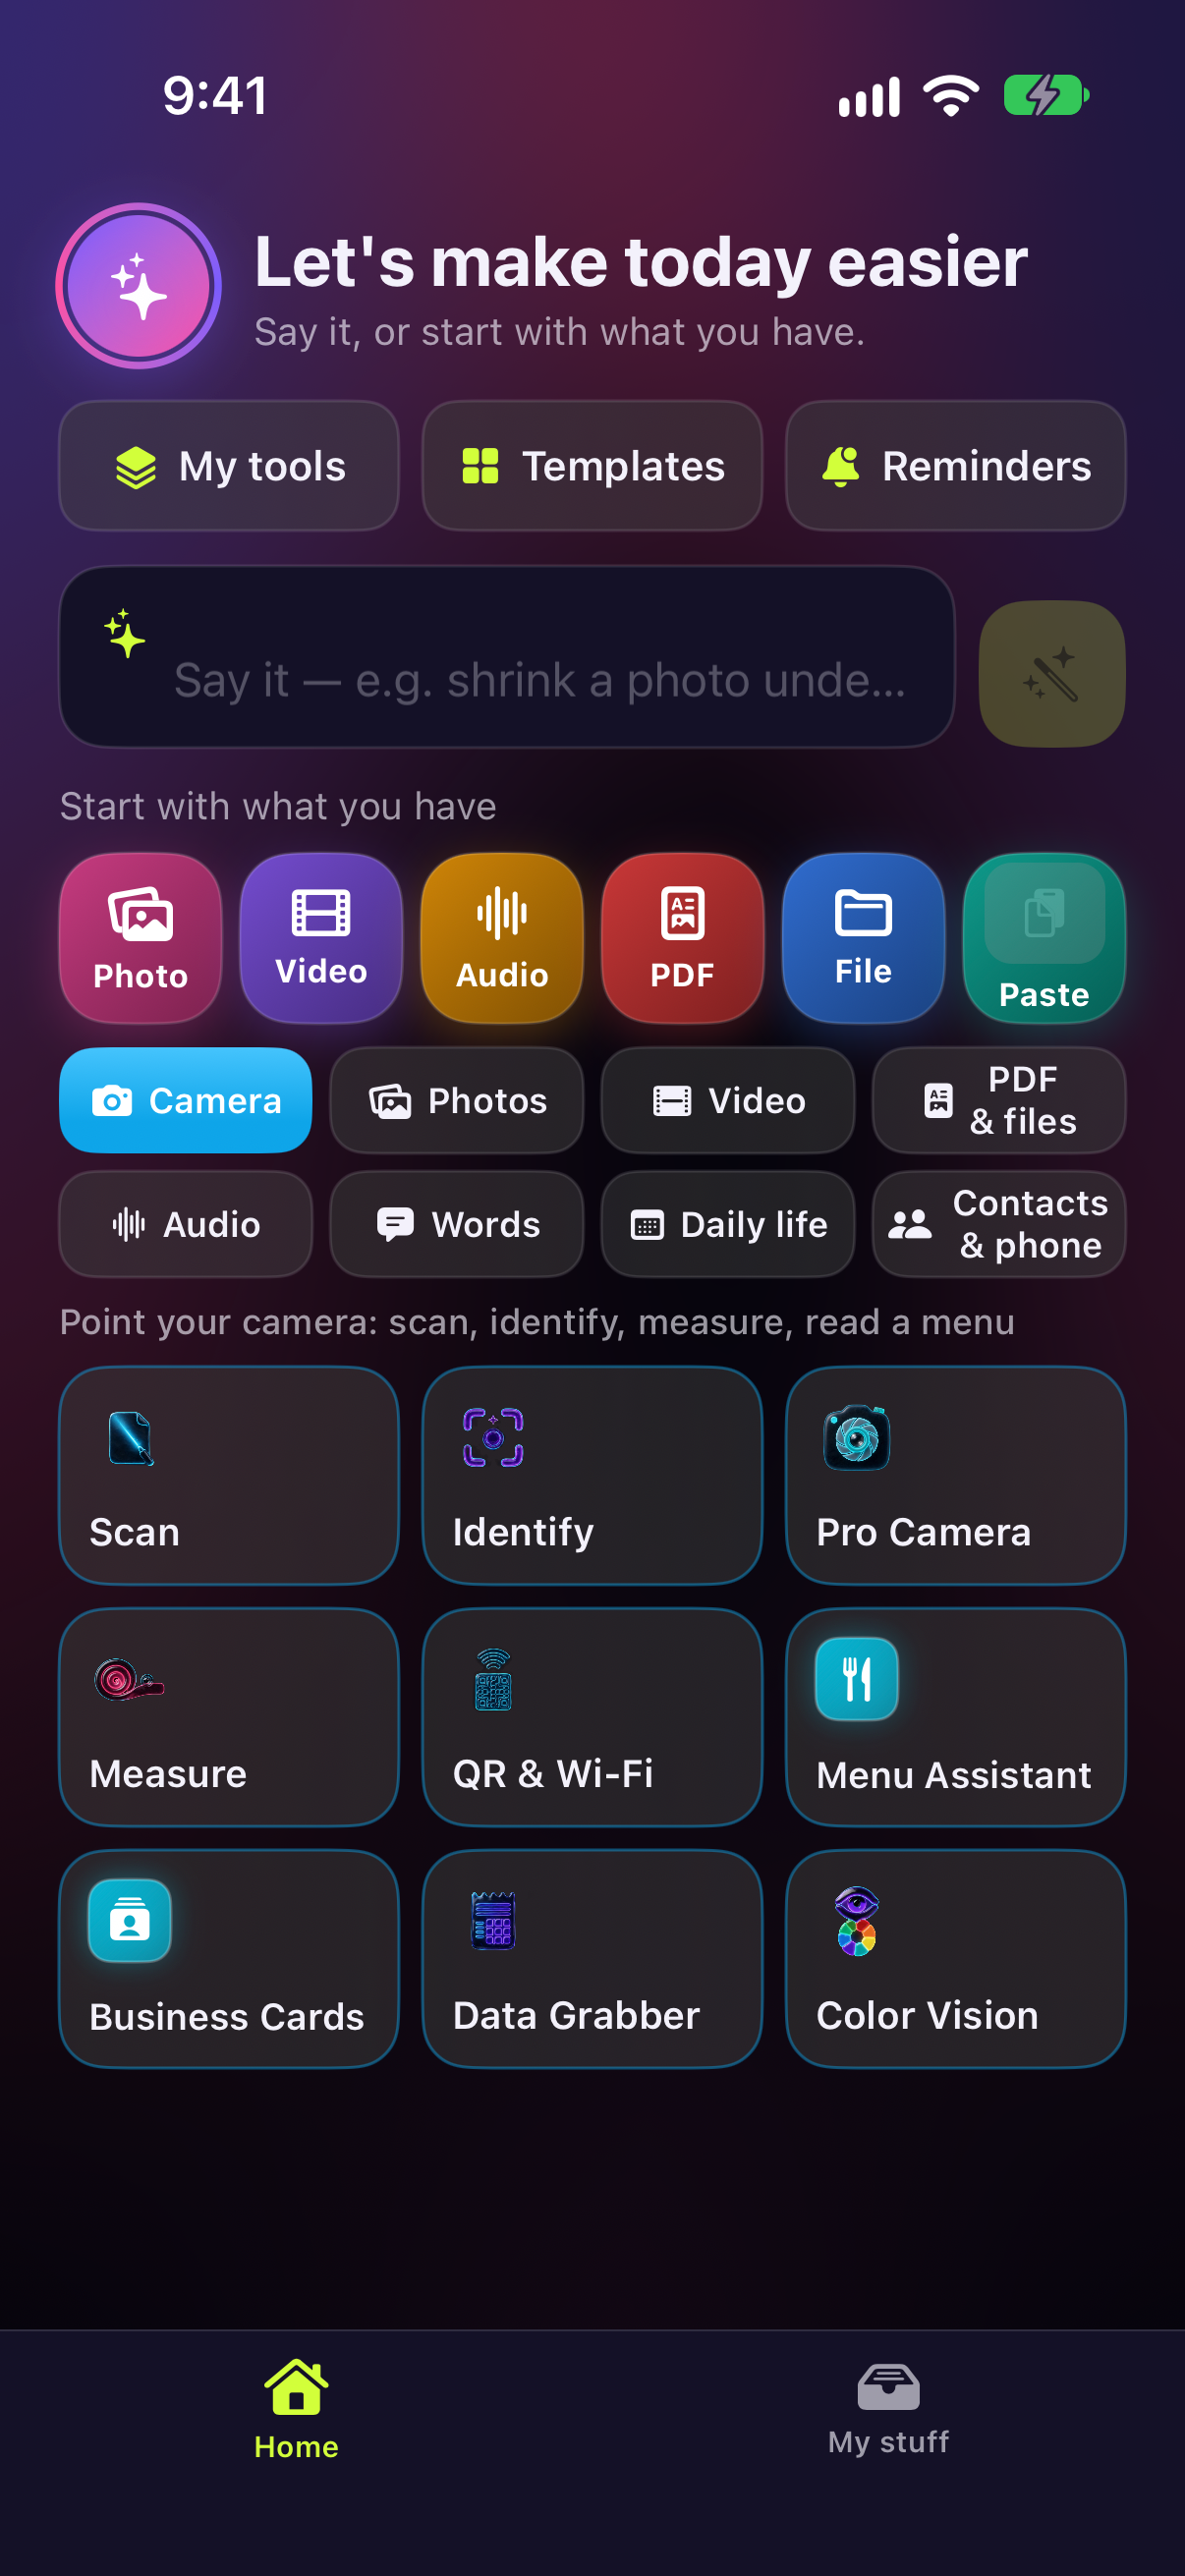 9:41
Let's make today easier
Say it, or start with what you have.
My tools
Templates
Reminders
Say it — e.g. shrink a photo unde...
Start with what you have
Photo
Video
Audio
PDF
File
Paste
Camera
Photos
Video
PDF
& files
Audio
Words
Daily life
Contacts
& phone
Point your camera: scan, identify, measure, read a menu
Scan
Identify
Pro Camera
Measure
QR & Wi-Fi
Menu Assistant
Business Cards
Data Grabber
Color Vision
Home
My stuff